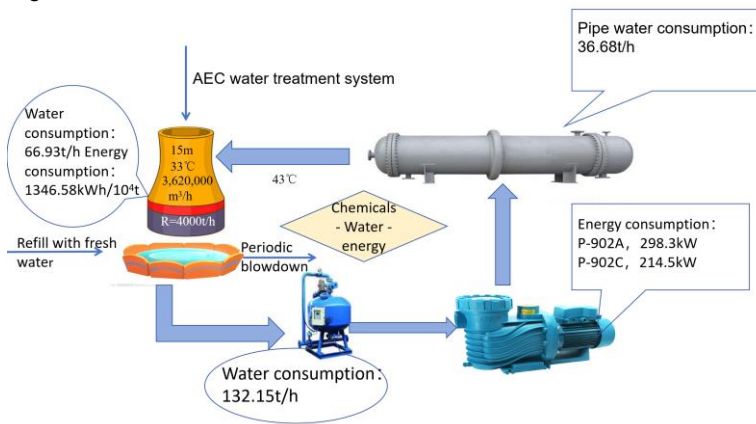 Pipe water consumption：
36.68t/h
AEC water treatment system
Water
consumption：
66.93t/h Energy
consumption：
1346.58kWh/10⁴t
15m
33℃
3,620,000
m³/h
R=4000t/h
43℃
Chemicals
- Water -
energy
Energy consumption：
P-902A，298.3kW
P-902C，214.5kW
Refill with fresh
water
Periodic
blowdown
Water consumption：
132.15t/h